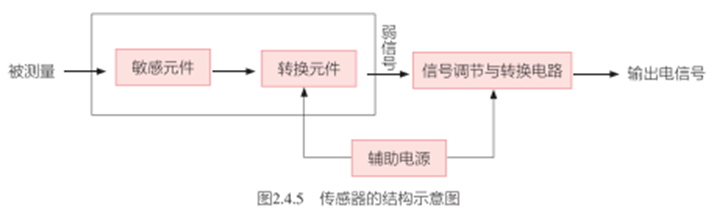 被测量
敏感元件
转换元件
弱信号
信号调节与转换电路
输出电信号
辅助电源
图2.4.5 传感器的结构示意图